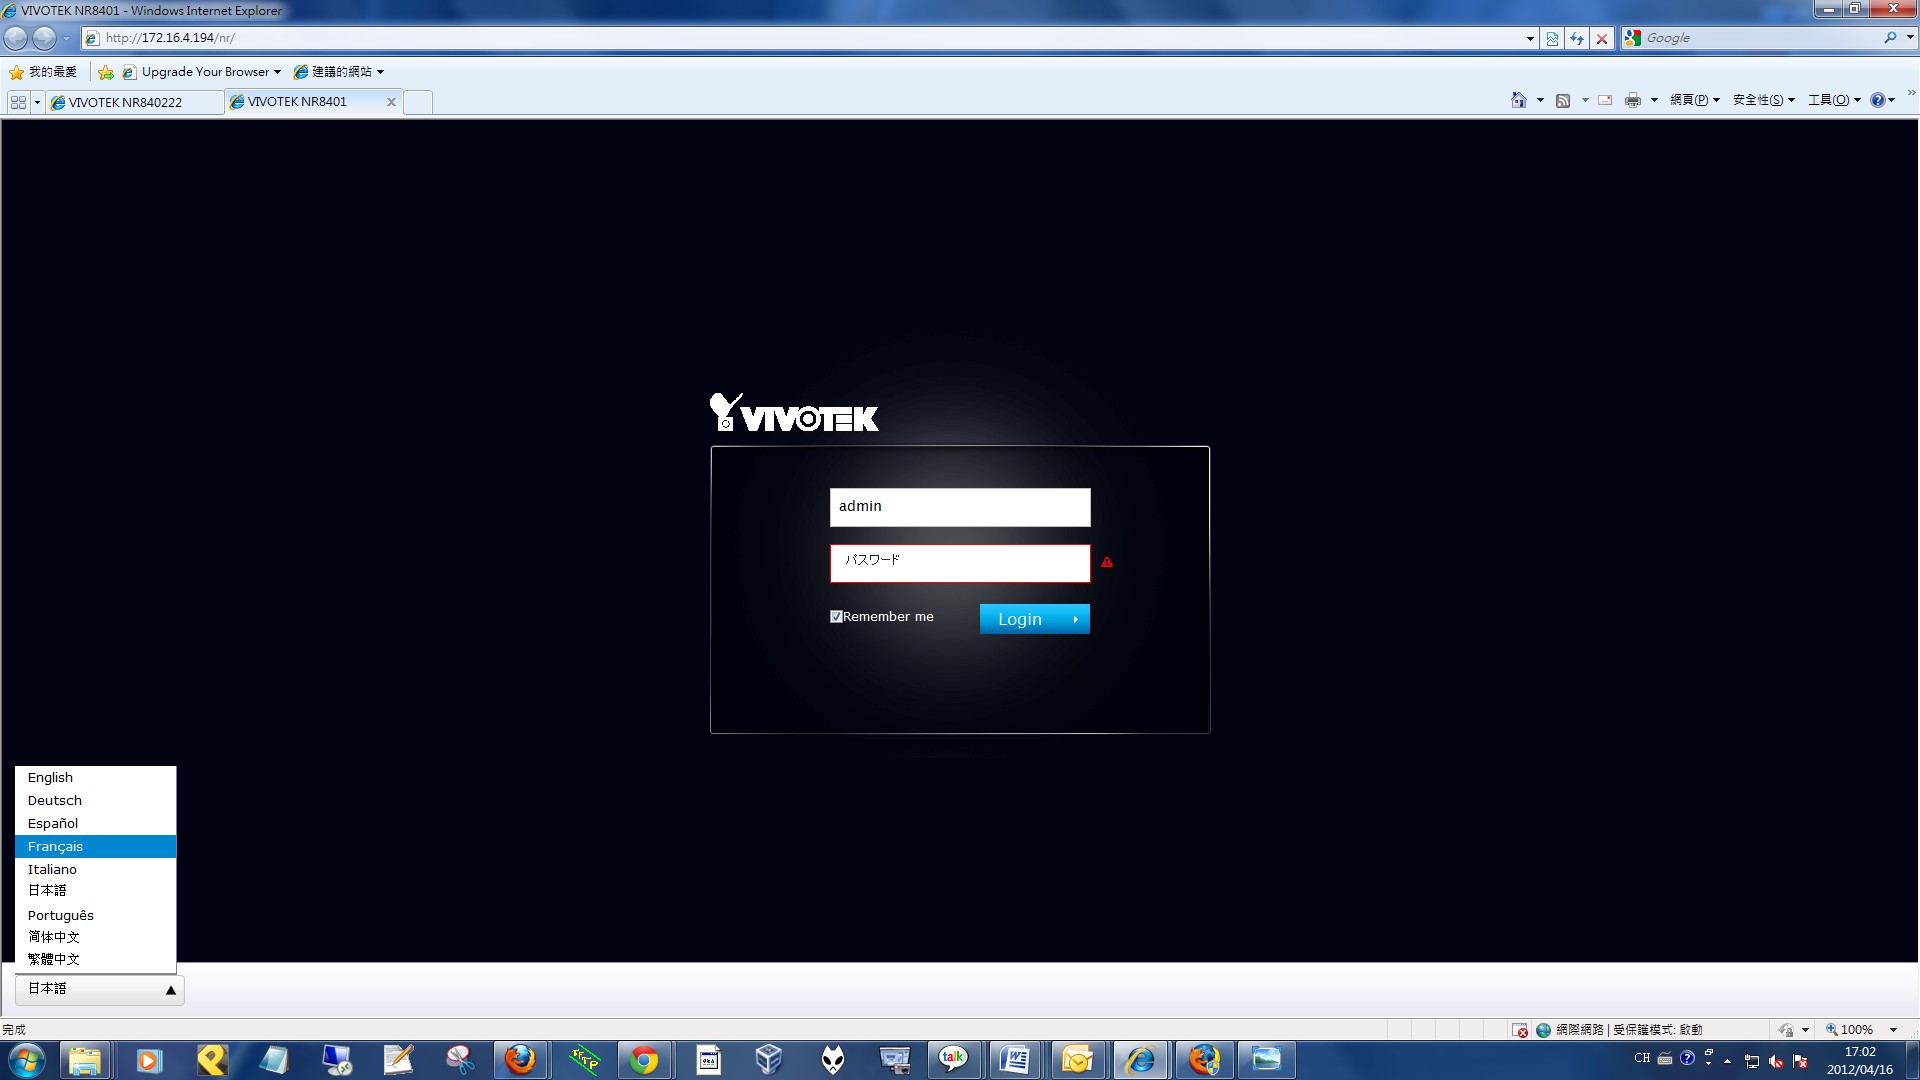 VIVOTEK NR8401 - Windows Internet Explorer
http://172.16.4.194/nr/
Google
我的最愛
Upgrade Your Browser
建議的網站
VIVOTEK NR840222
VIVOTEK NR8401
網頁(P)
安全性(S)
工具(O)
VIVOTEK
admin
パスワード
Remember me
Login
English
Deutsch
Español
Français
Italiano
日本語
Português
简体中文
繁體中文
日本語
完成
網際網路 | 受保護模式: 啟動
100%
talk
CH
17:02
2012/04/16